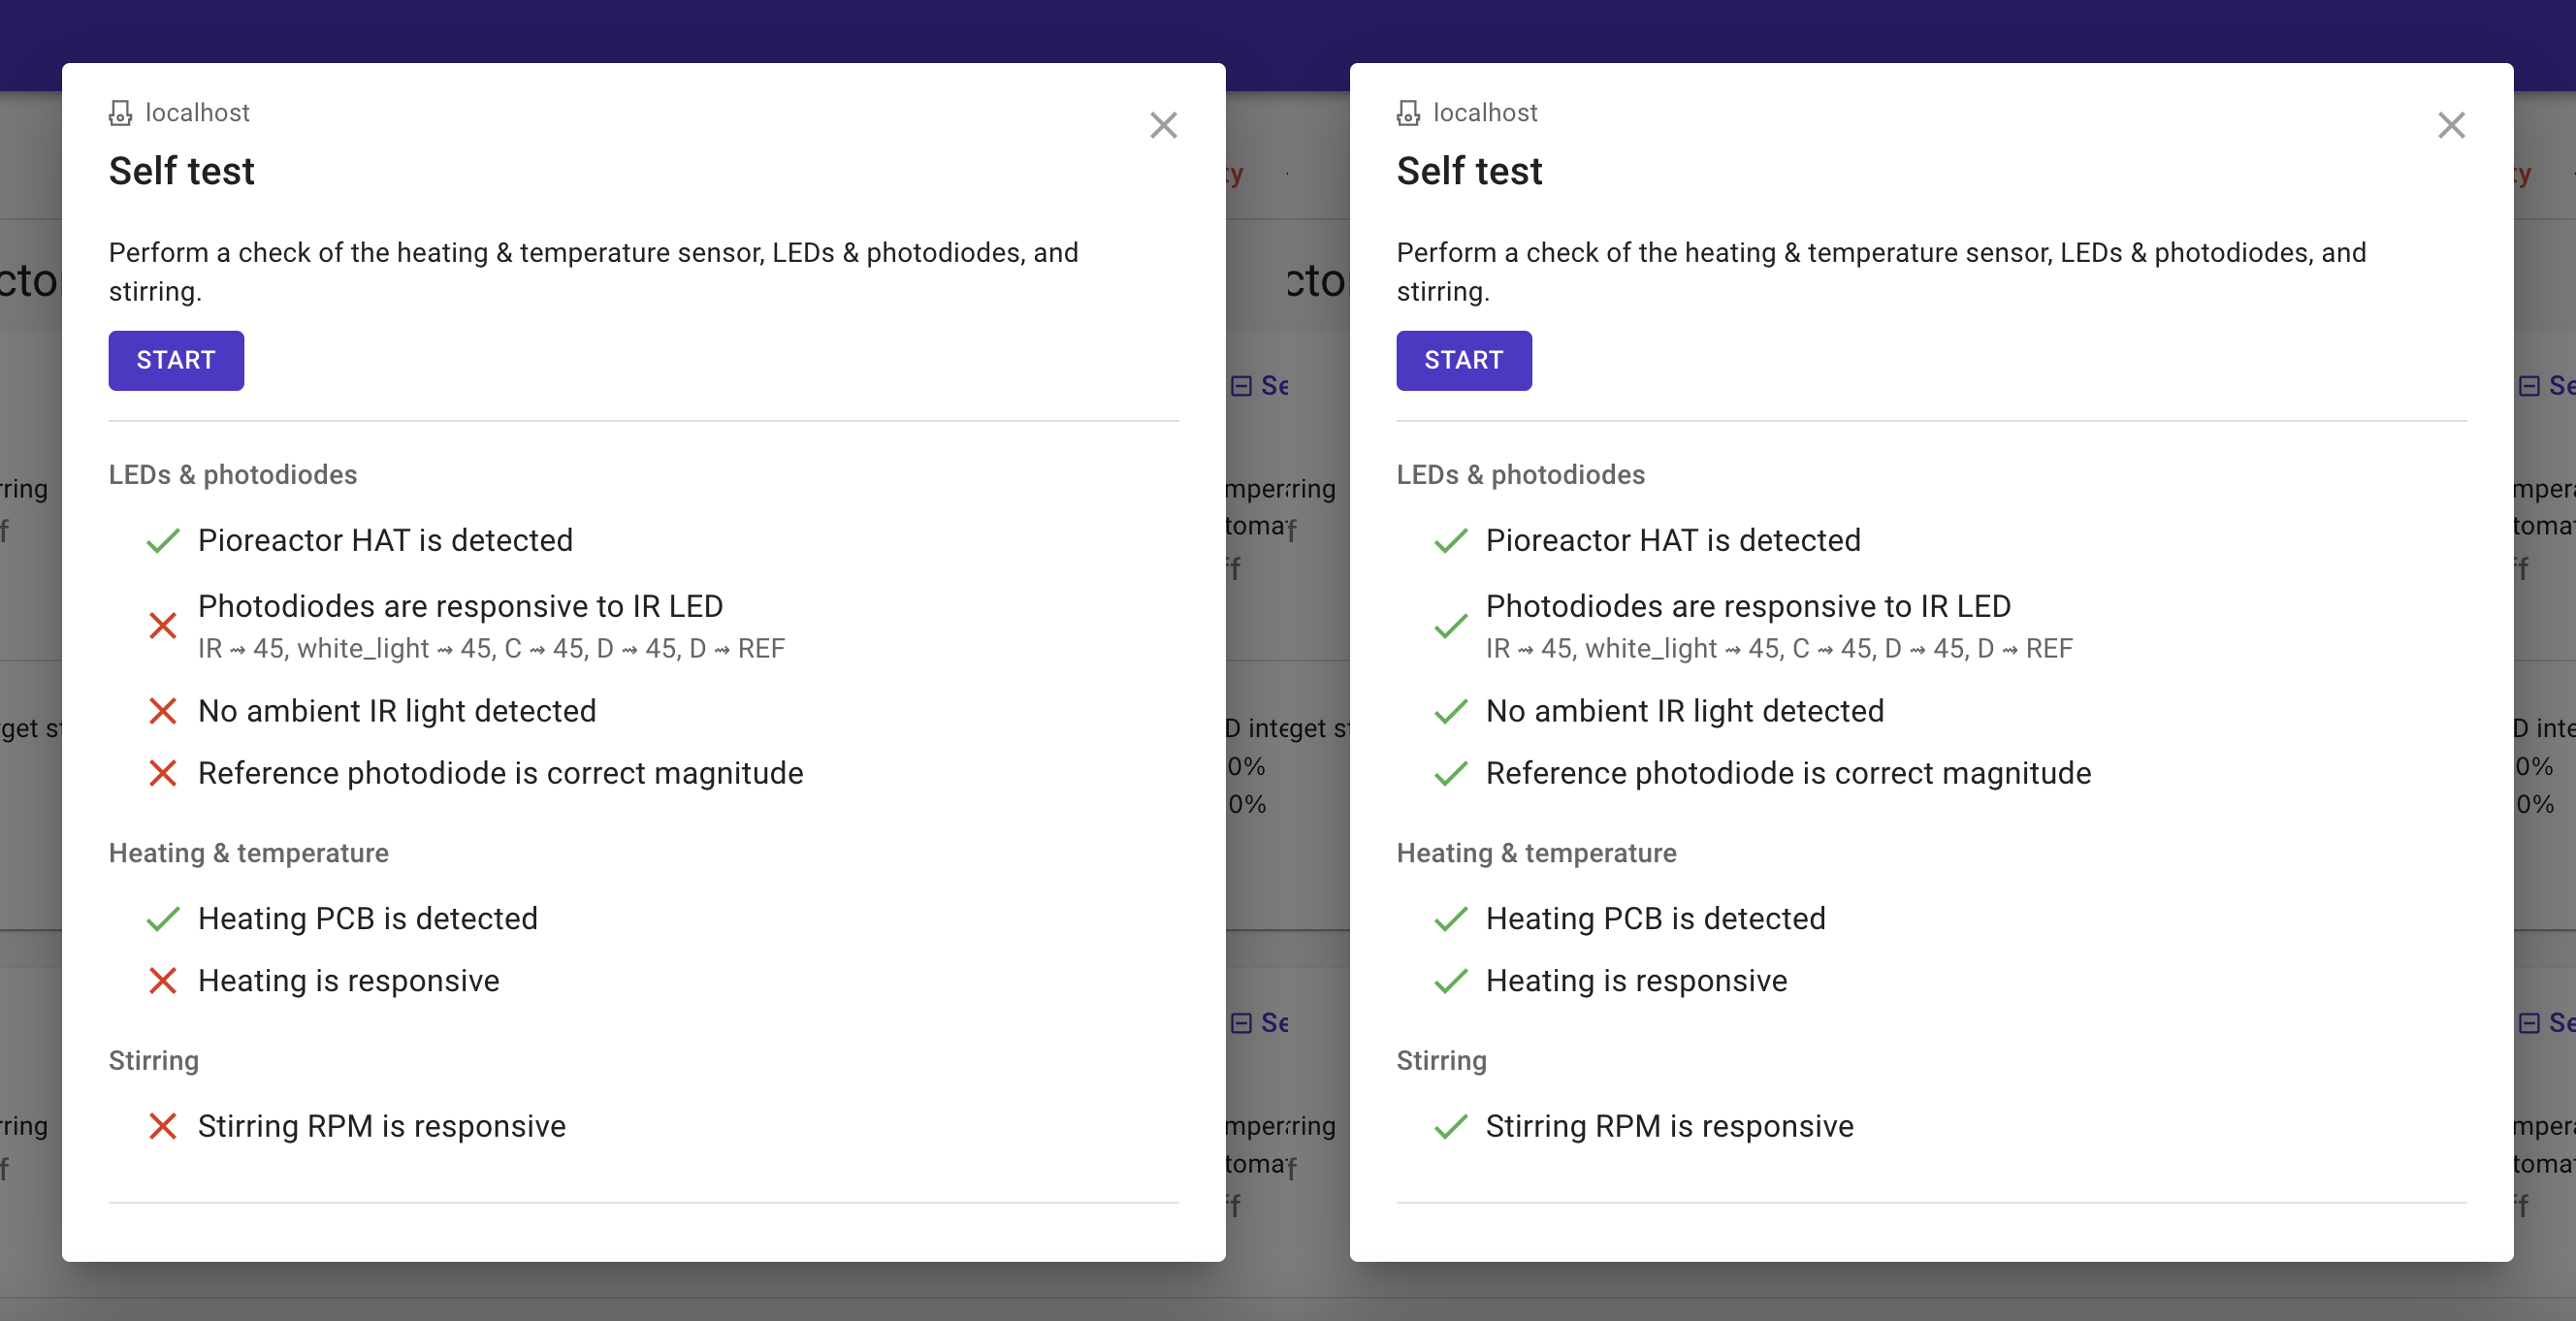 localhost
Self test
Perform a check of the heating & temperature sensor, LEDs & photodiodes, and
stirring.
START
LEDs & photodiodes
Pioreactor HAT is detected
Photodiodes are responsive to IR LED
IR ⇝ 45, white_light ⇝ 45, C ⇝ 45, D ⇝ 45, D ⇝ REF
No ambient IR light detected
Reference photodiode is correct magnitude
Heating & temperature
Heating PCB is detected
Heating is responsive
Stirring
Stirring RPM is responsive
localhost
Self test
Perform a check of the heating & temperature sensor, LEDs & photodiodes, and
stirring.
START
LEDs & photodiodes
Pioreactor HAT is detected
Photodiodes are responsive to IR LED
IR ⇝ 45, white_light ⇝ 45, C ⇝ 45, D ⇝ 45, D ⇝ REF
No ambient IR light detected
Reference photodiode is correct magnitude
Heating & temperature
Heating PCB is detected
Heating is responsive
Stirring
Stirring RPM is responsive